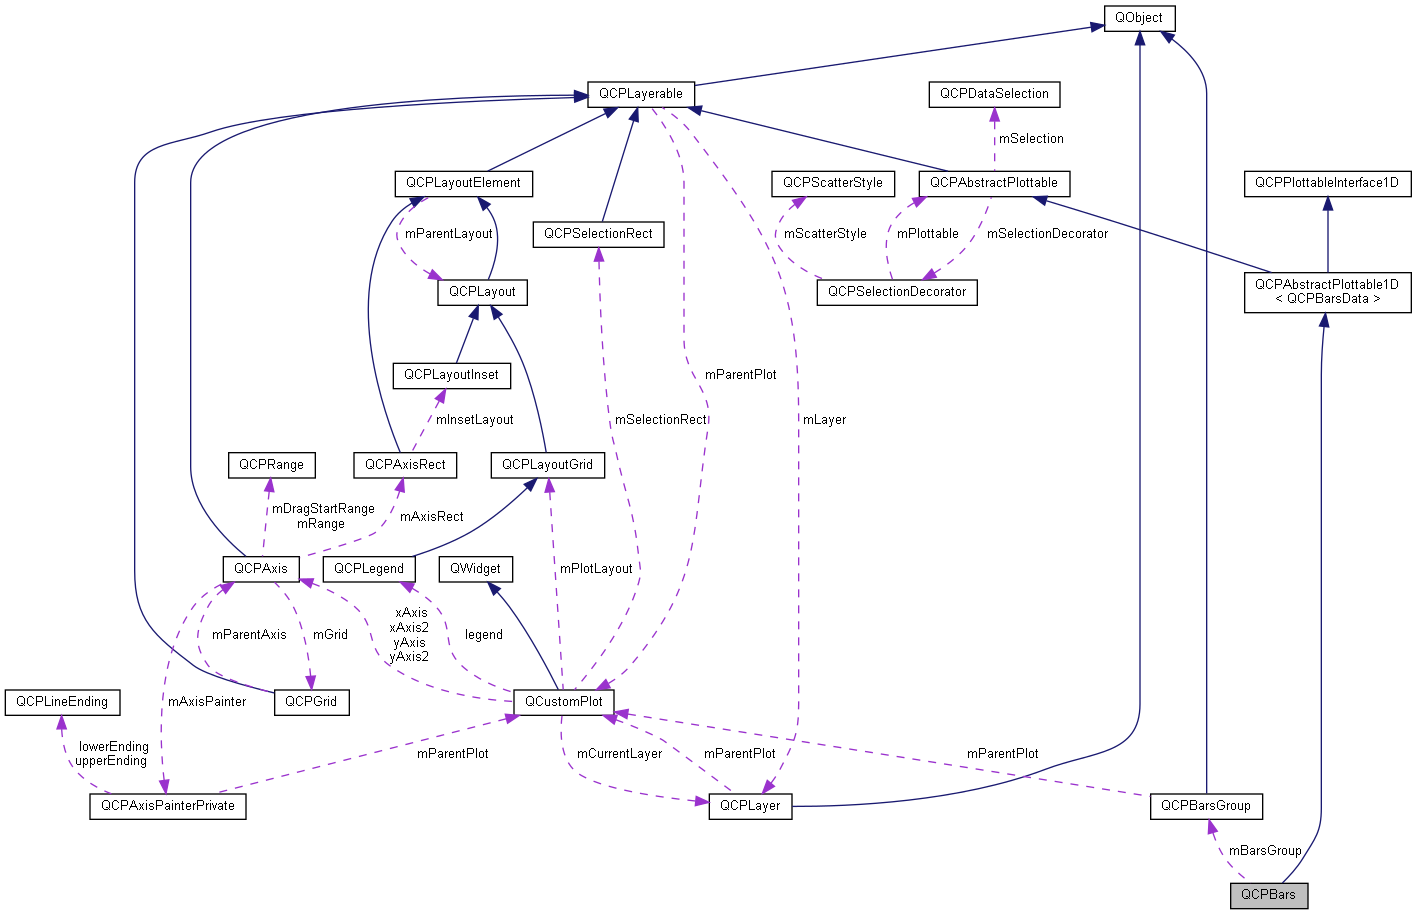 QObject
QCPLayerable
QCPDataSelection
mSelection
QCPLayoutElement
QCPScatterStyle
QCPAbstractPlottable
QCPPlottableInterface1D
mParentLayout
QCPSelectionRect
mScatterStyle
mPlottable
mSelectionDecorator
QCPLayout
QCPSelectionDecorator
QCPAbstractPlottable1D
< QCPBarsData >
QCPLayoutInset
mParentPlot
mInsetLayout
mSelectionRect
mLayer
QCPRange
QCPAxisRect
QCPLayoutGrid
mDragStartRange
mRange
mAxisRect
QCPAxis
QCPLegend
QWidget
mPlotLayout
mParentAxis
mGrid
xAxis
xAxis2
yAxis
yAxis2
legend
QCPLineEnding
mAxisPainter
QCPGrid
QCustomPlot
lowerEnding
upperEnding
mParentPlot
mCurrentLayer
mParentPlot
mParentPlot
QCPAxisPainterPrivate
QCPLayer
QCPBarsGroup
mBarsGroup
QCPBars